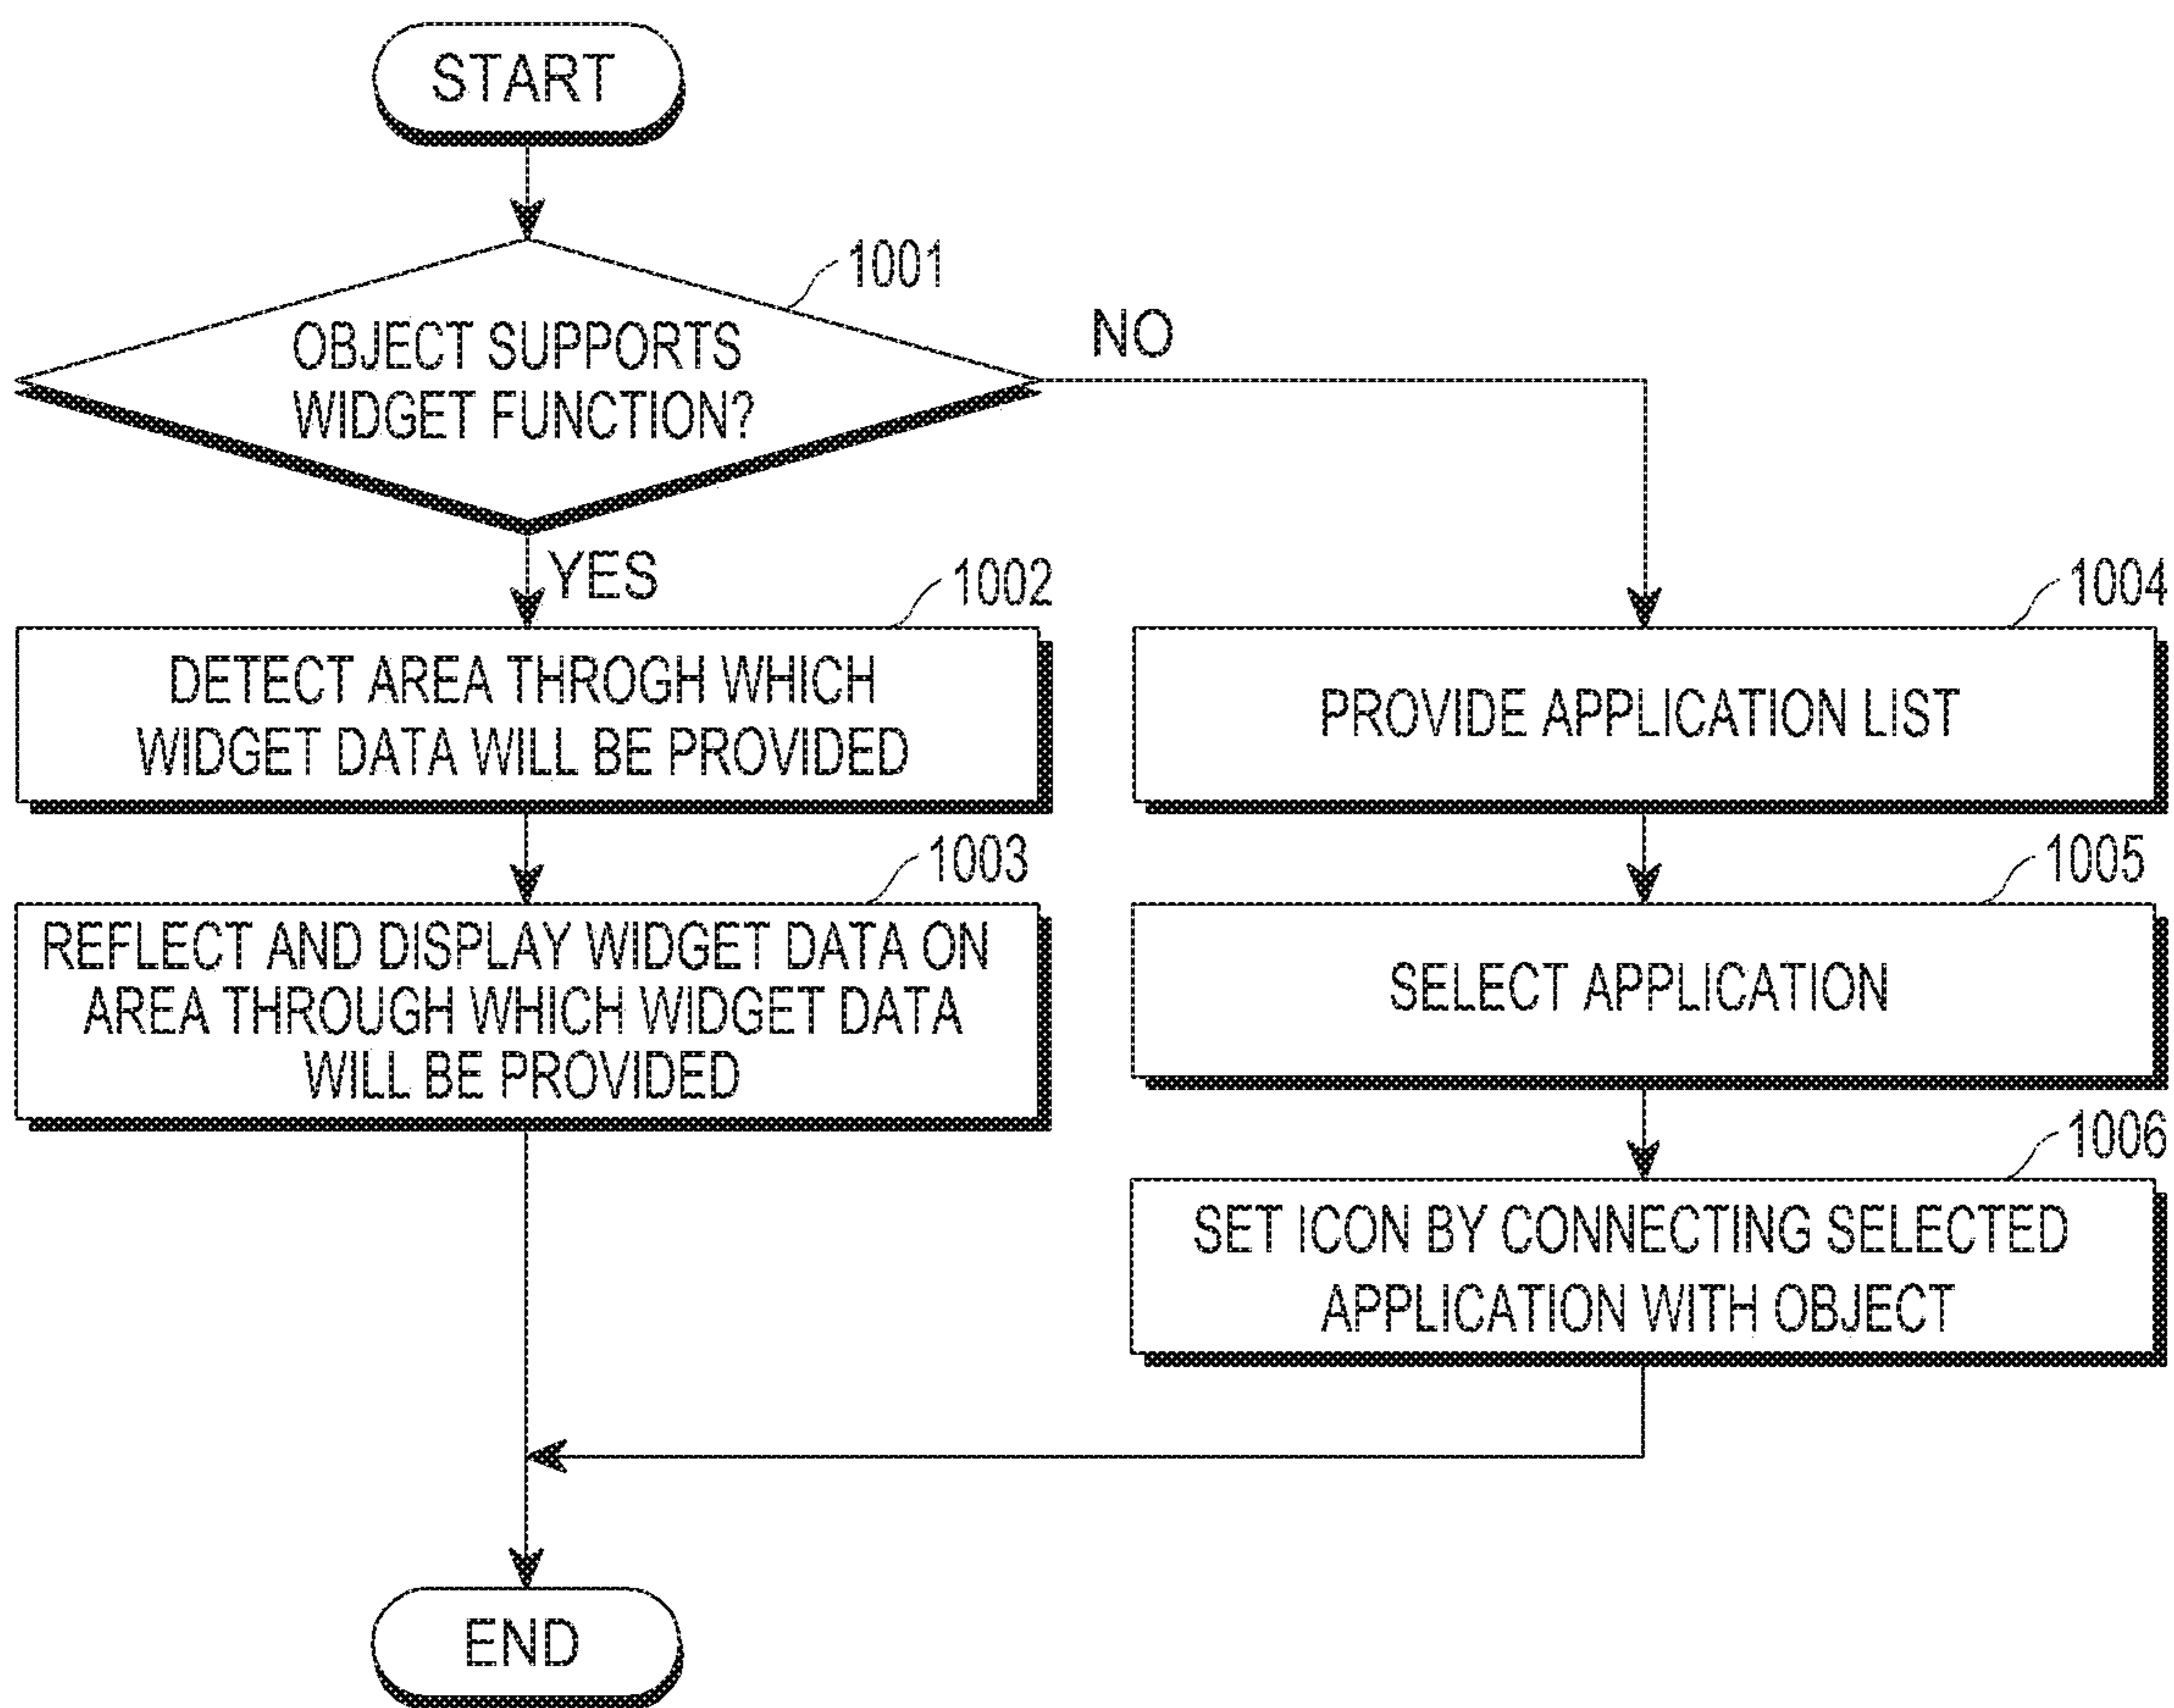 START
1001
OBJECT SUPPORTS
WIDGET FUNCTION?
NO
YES
1002
DETECT AREA THROGH WHICH
WIDGET DATA WILL BE PROVIDED
1003
REFLECT AND DISPLAY WIDGET DATA ON
AREA THROUGH WHICH WIDGET DATA
WILL BE PROVIDED
1004
PROVIDE APPLICATION LIST
1005
SELECT APPLICATION
1006
SET ICON BY CONNECTING SELECTED
APPLICATION WITH OBJECT
END